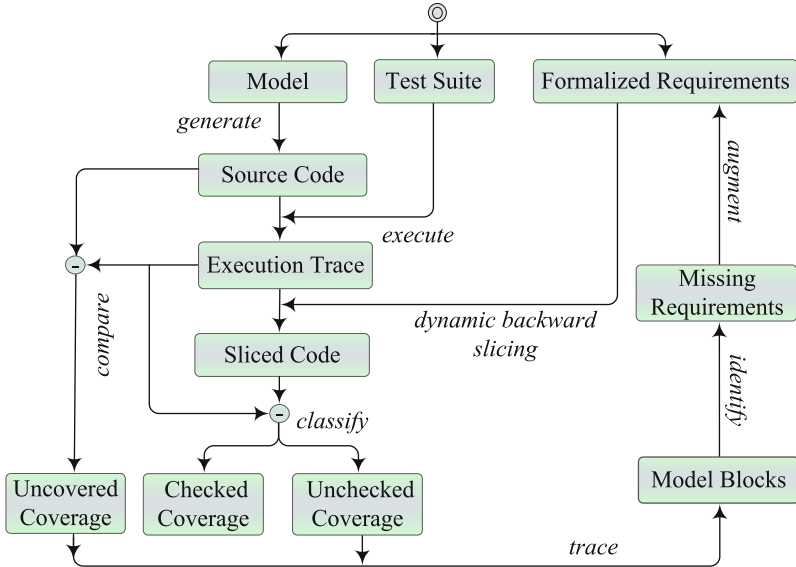 Model
Test Suite
Formalized Requirements
generate
augment
Source Code
execute
-
Execution Trace
Missing
Requirements
compare
dynamic backward
slicing
Sliced Code
identify
-
classify
Uncovered
Coverage
Checked
Coverage
Unchecked
Coverage
Model Blocks
trace